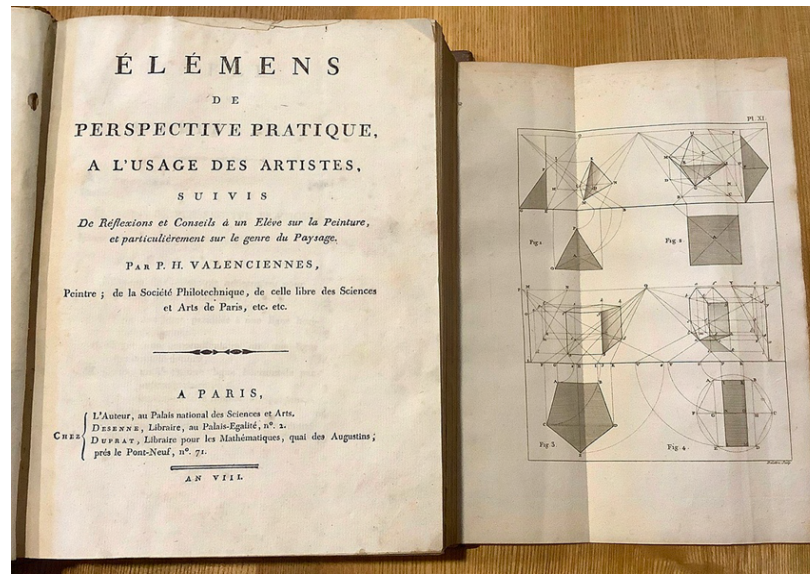 ÉLÉMENS
DE
PERSPECTIVE PRATIQUE,
A L'USAGE DES ARTISTES,
SUIVIS
De Réflexions et Conseils à un Elève sur la Peinture,
et particulièrement sur le genre du Paysage.
PAR P. H. VALENCIENNES,
Peintre ; de la Société Philotechnique, de celle libre des Sciences
et Arts de Paris, etc. etc.
A PARIS,
CHEZ
L'Auteur, au Palais national des Sciences et Arts.
DESENNE, Libraire, au Palais-Egalité, n°. 2.
DUPRAT, Libraire pour les Mathématiques, quai des Augustins ;
près le Pont-Neuf, n°. 71.
AN VIII.
Pl. XI.
Fig 1
Fig 2.
Fig 3
Fig 4.